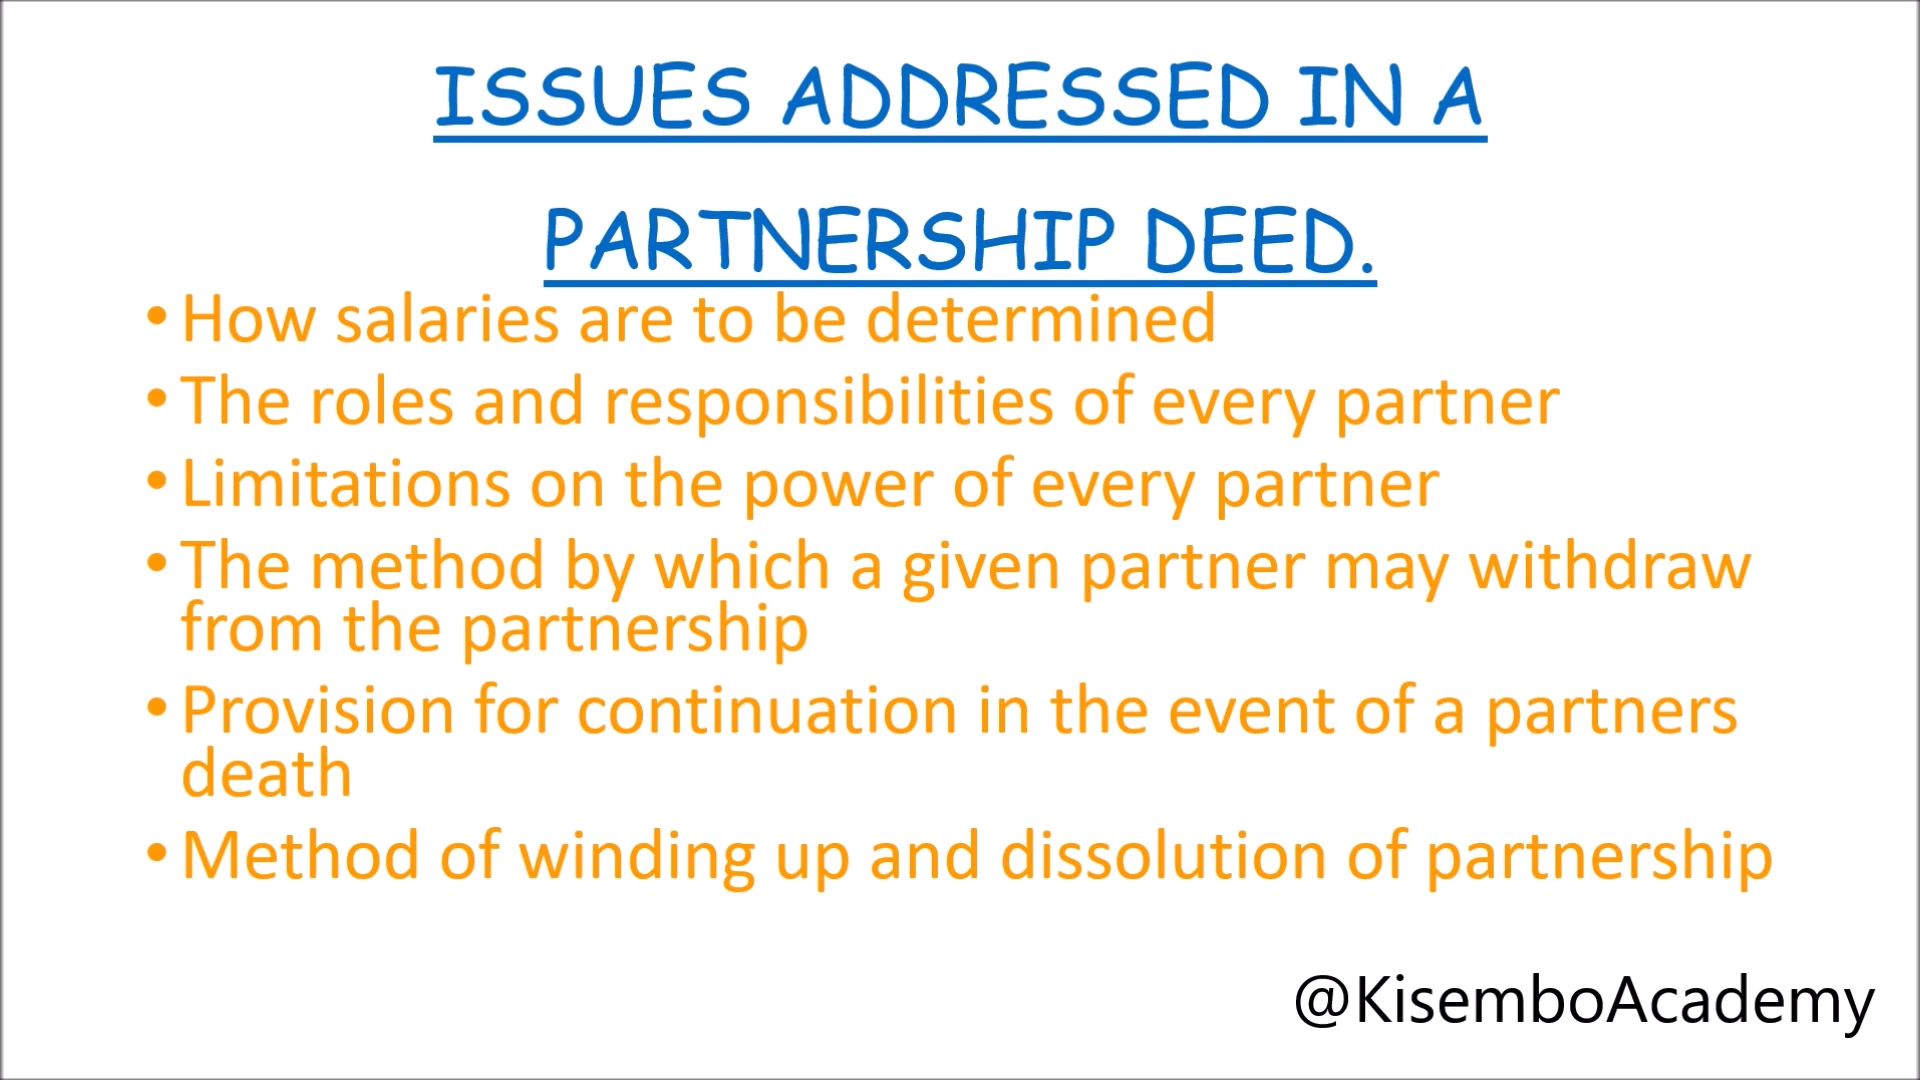 ISSUES ADDRESSED IN A
PARTNERSHIP DEED.
• How salaries are to be determined
• The roles and responsibilities of every partner
• Limitations on the power of every partner
• The method by which a given partner may withdraw
from the partnership
• Provision for continuation in the event of a partners
death
• Method of winding up and dissolution of partnership
@KisemboAcademy